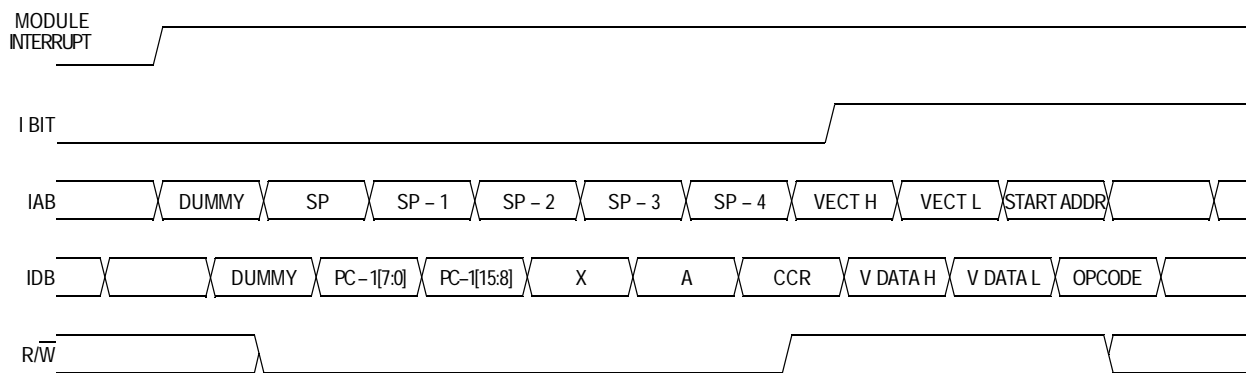 MODULE
INTERRUPT
I BIT
IAB DUMMY SP SP – 1 SP – 2 SP – 3 SP – 4 VECT H VECT L START ADDR
IDB DUMMY PC – 1[7:0] PC–1[15:8] X A CCR V DATA H V DATA L OPCODE
R/W̅